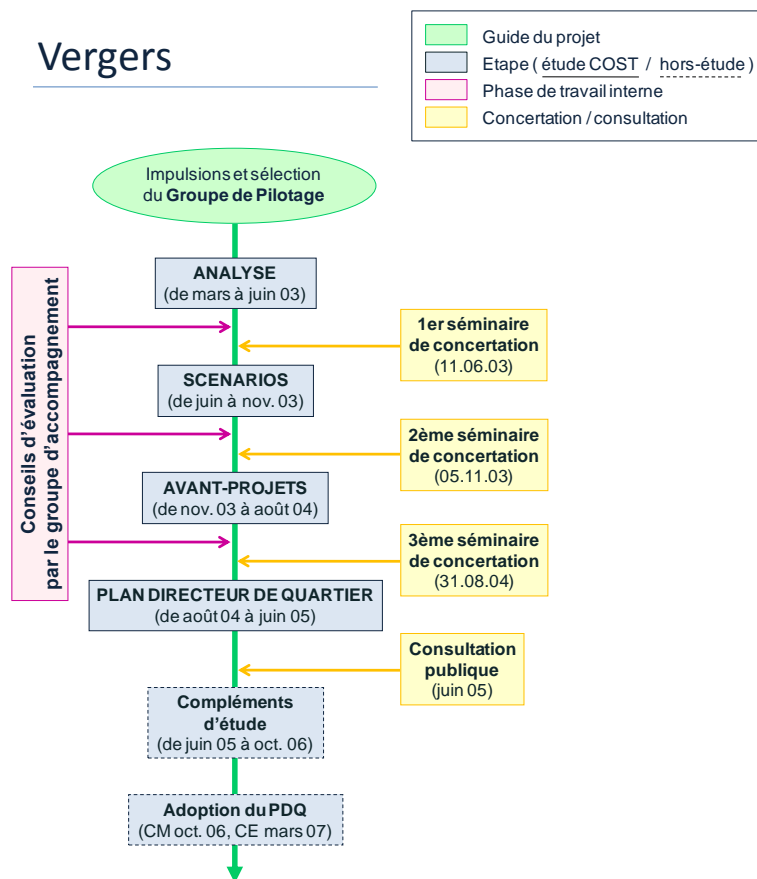 Vergers
Guide du projet
Etape ( étude COST / hors-étude )
Phase de travail interne
Concertation / consultation
Impulsions et sélection
du Groupe de Pilotage
ANALYSE
(de mars à juin 03)
Conseils d’évaluation
par le groupe d’accompagnement
1er séminaire
de concertation
(11.06.03)
SCENARIOS
(de juin à nov. 03)
2ème séminaire
de concertation
(05.11.03)
AVANT-PROJETS
(de nov. 03 à août 04)
3ème séminaire
de concertation
(31.08.04)
PLAN DIRECTEUR DE QUARTIER
(de août 04 à juin 05)
Consultation
publique
(juin 05)
Compléments
d’étude
(de juin 05 à oct. 06)
Adoption du PDQ
(CM oct. 06, CE mars 07)